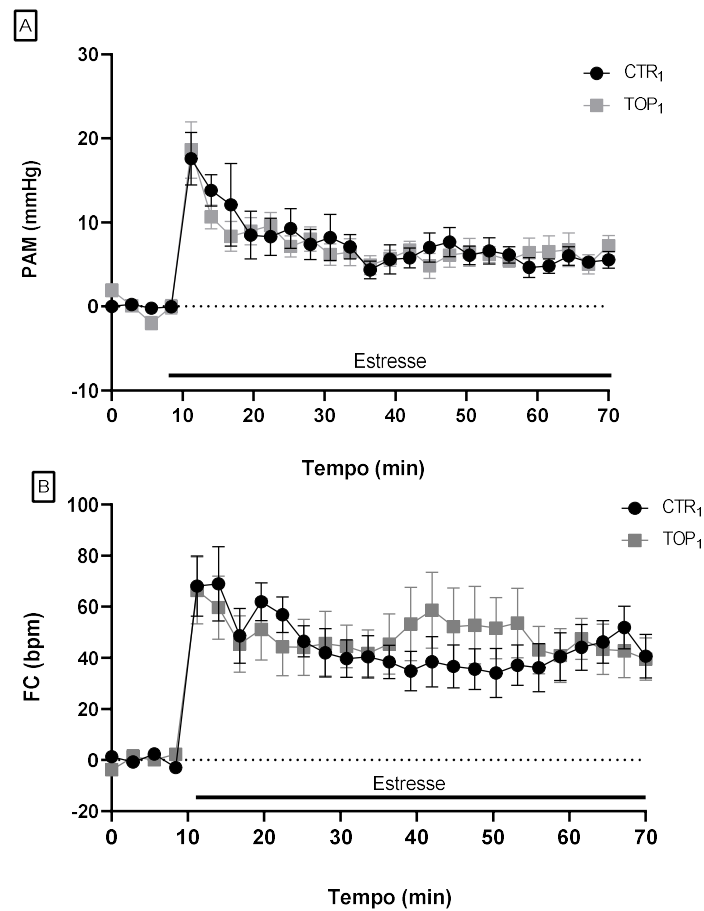 A
30
20
10
0
-10
PAM (mmHg)
CTR₁
TOP₁
Estresse
0 10 20 30 40 50 60 70
Tempo (min)
B
100
80
60
40
20
0
-20
FC (bpm)
CTR₁
TOP₁
Estresse
0 10 20 30 40 50 60 70
Tempo (min)